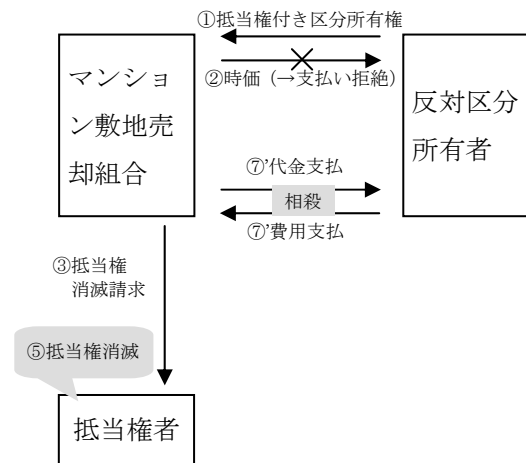 ①抵当権付き区分所有権
②時価（→支払い拒絶）
マンショ
ン敷地売
却組合
反対区分
所有者
⑦'代金支払
相殺
⑦'費用支払
③抵当権
消滅請求
⑤抵当権消滅
抵当権者